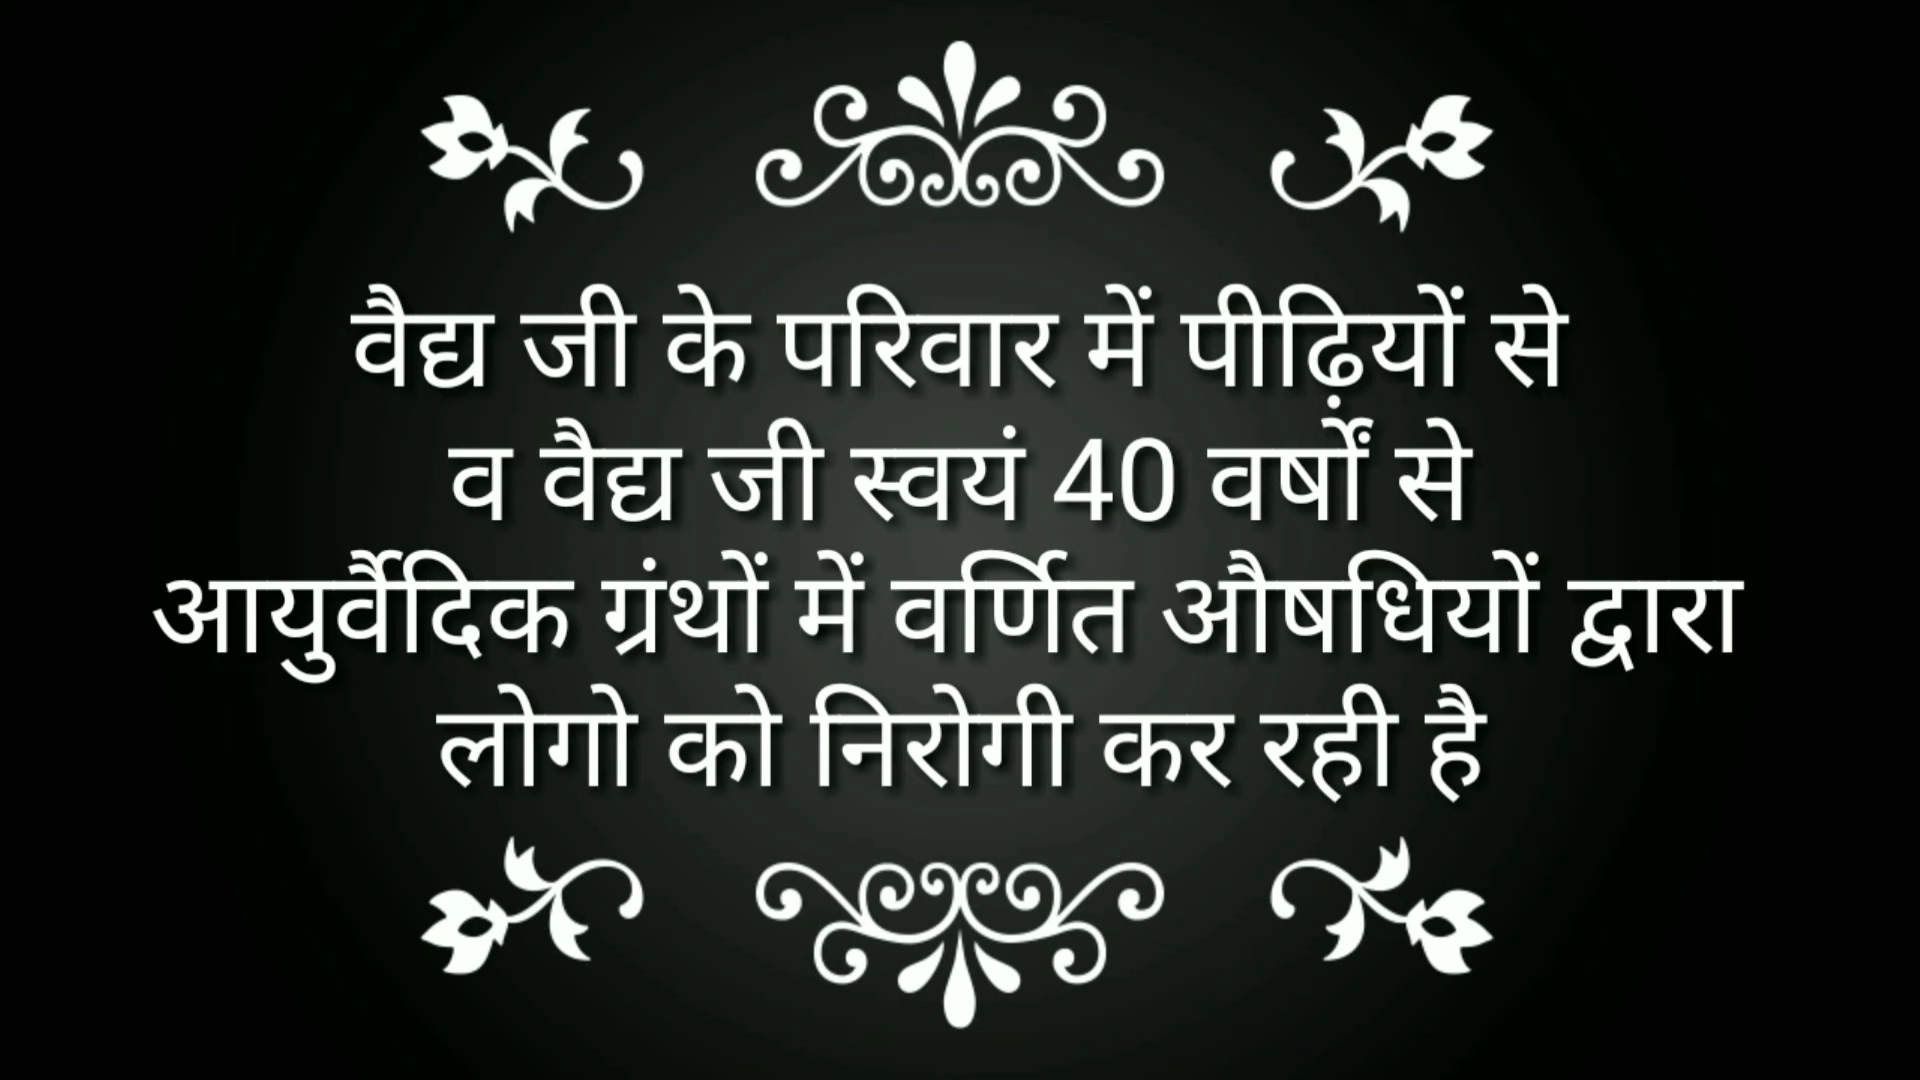 वैद्य जी के परिवार में पीढ़ियों से
व वैद्य जी स्वयं 40 वर्षों से
आयुर्वैदिक ग्रंथों में वर्णित औषधियों द्वारा
लोगो को निरोगी कर रही है